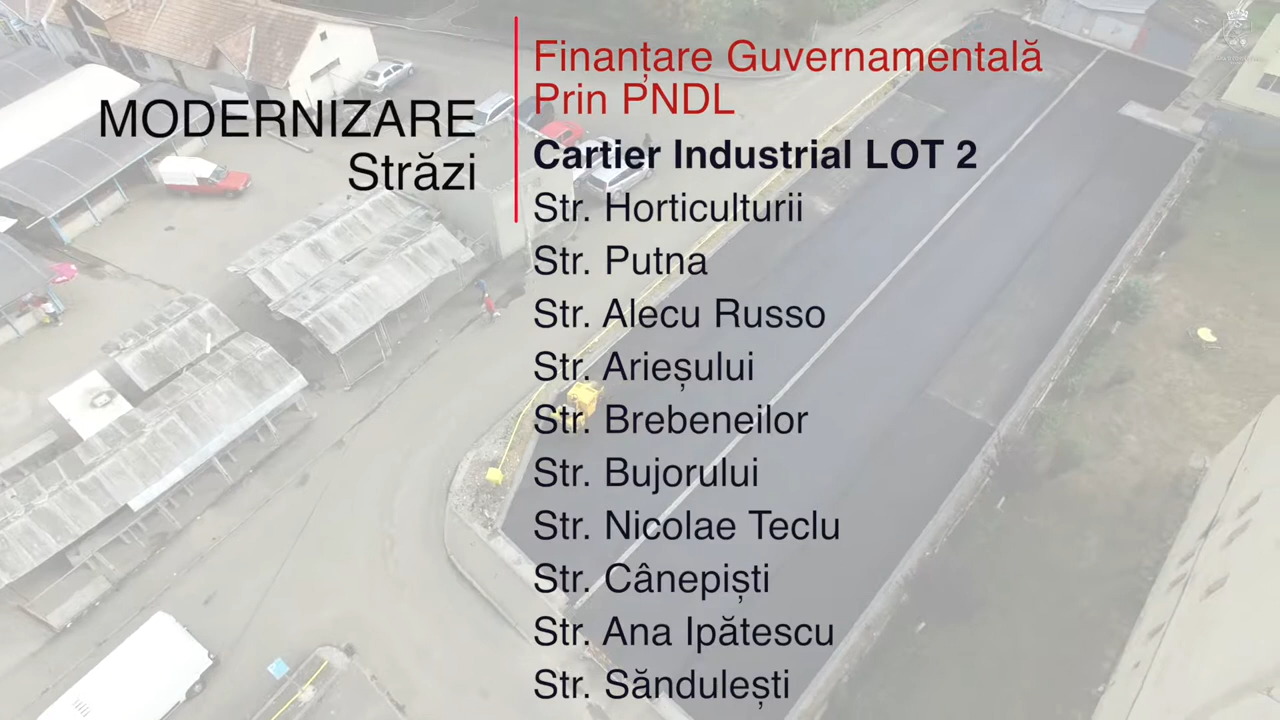 MODERNIZARE
Străzi
Finanțare Guvernamentală
Prin PNDL
Cartier Industrial LOT 2
Str. Horticulturii
Str. Putna
Str. Alecu Russo
Str. Arieșului
Str. Brebeneilor
Str. Bujorului
Str. Nicolae Teclu
Str. Cânepiști
Str. Ana Ipătescu
Str. Săndulești